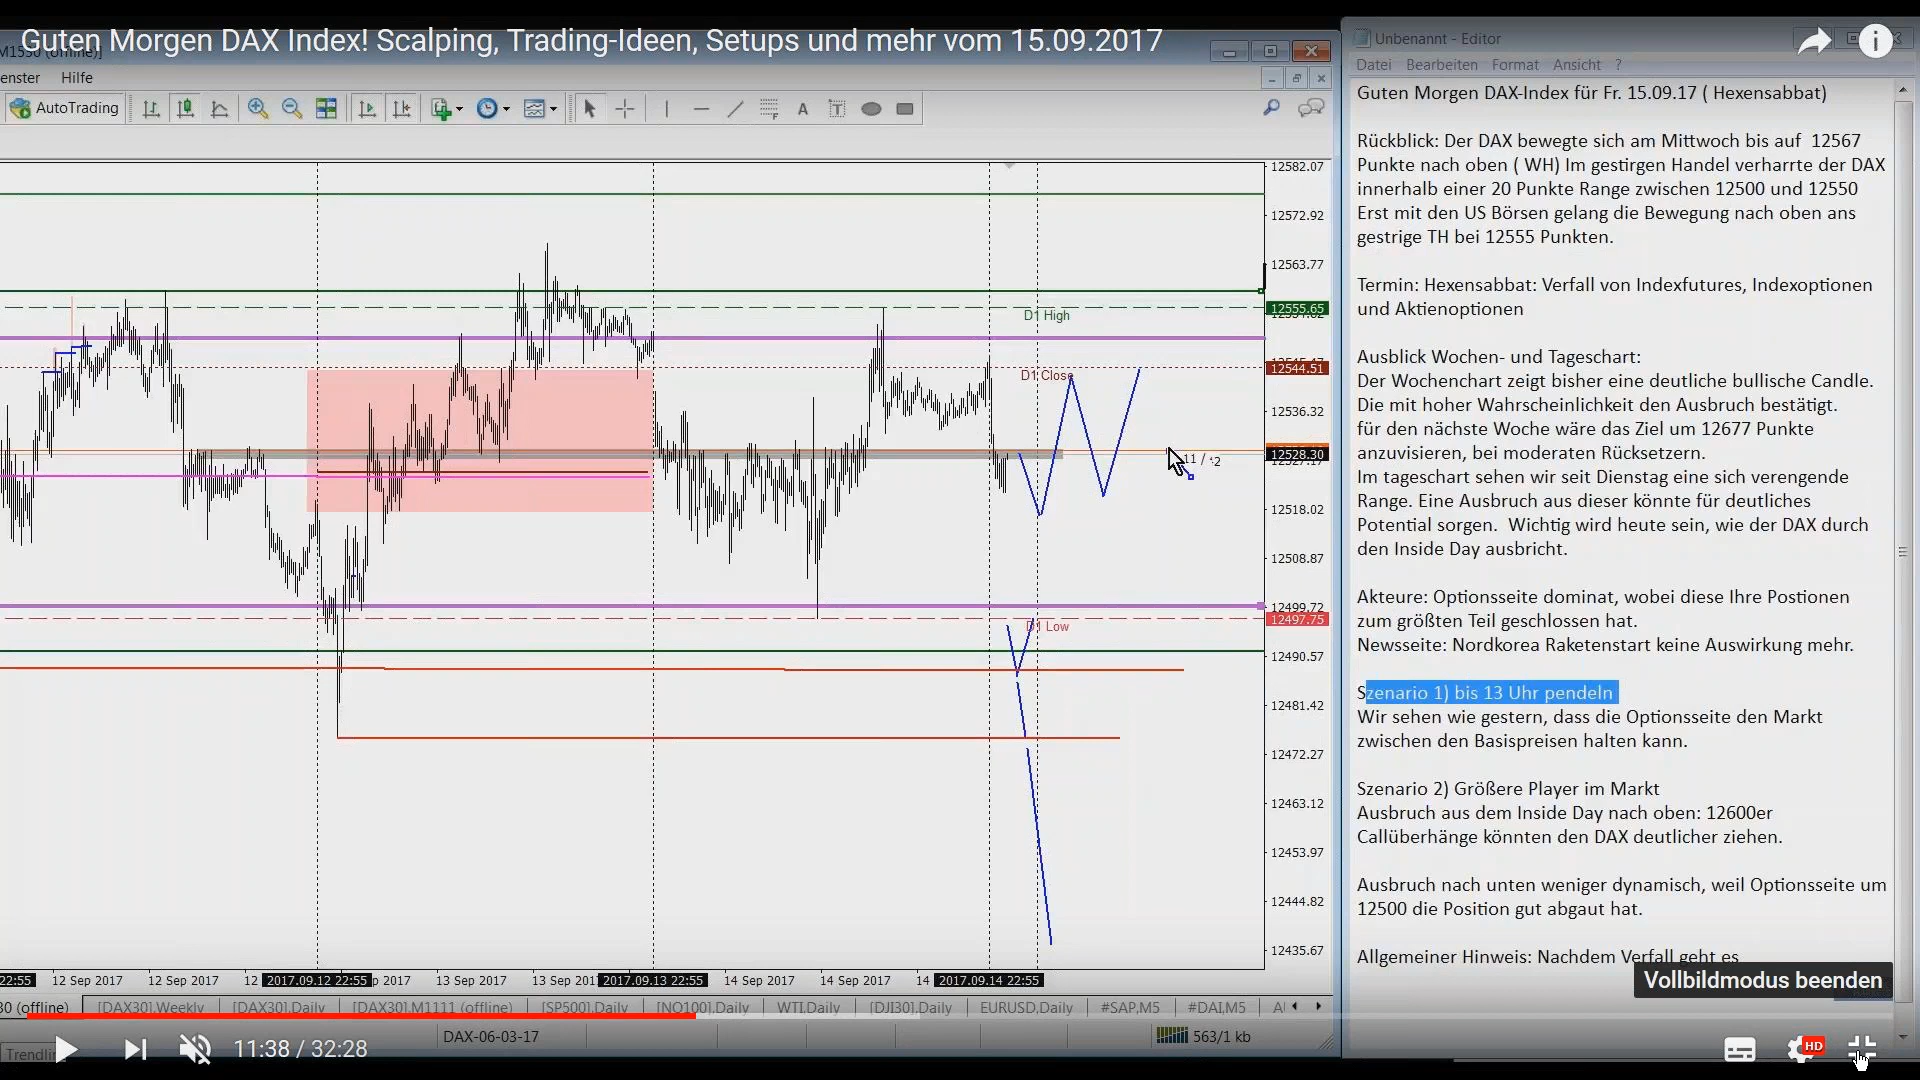 Guten Morgen DAX Index! Scalping, Trading-Ideen, Setups und mehr vom 15.09.2017
enster Hilfe
AutoTrading
A T
12582.07
12572.92
12563.77
12555.65
D1 High
12544.51
D1 Close
12536.32
12528.30
11 /
12518.02
12508.87
12499.72
12497.75
D1 Low
12490.57
12481.42
12472.27
12463.12
12453.97
12444.82
12435.67
22:55 12 Sep 2017 12 Sep 2017 12 2017.09.12 22:55 p 2017 13 Sep 2017 13 Sep 201 2017.09.13 22:55 14 Sep 2017 14 Sep 2017 14 2017.09.14 22:55
30 (offline) [DAX30],Weekly [DAX30],Daily [DAX30],M1111 (offline) [SP500],Daily [NQ100],Daily WTI,Daily [DJI30],Daily EURUSD,Daily #SAP,M5 #DAI,M5
DAX-06-03-17 563/1 kb
11:38 / 32:28
HD
Unbenannt - Editor
Datei Bearbeiten Format Ansicht ?
Guten Morgen DAX-Index für Fr. 15.09.17 ( Hexensabbat)
Rückblick: Der DAX bewegte sich am Mittwoch bis auf 12567
Punkte nach oben ( WH) Im gestirgen Handel verharrte der DAX
innerhalb einer 20 Punkte Range zwischen 12500 und 12550
Erst mit den US Börsen gelang die Bewegung nach oben ans
gestrige TH bei 12555 Punkten.
Termin: Hexensabbat: Verfall von Indexfutures, Indexoptionen
und Aktienoptionen
Ausblick Wochen- und Tageschart:
Der Wochenchart zeigt bisher eine deutliche bullische Candle.
Die mit hoher Wahrscheinlichkeit den Ausbruch bestätigt.
für den nächste Woche wäre das Ziel um 12677 Punkte
anzuvisieren, bei moderaten Rücksetzern.
Im tageschart sehen wir seit Dienstag eine sich verengende
Range. Eine Ausbruch aus dieser könnte für deutliches
Potential sorgen. Wichtig wird heute sein, wie der DAX durch
den Inside Day ausbricht.
Akteure: Optionsseite dominat, wobei diese Ihre Postionen
zum größten Teil geschlossen hat.
Newsseite: Nordkorea Raketenstart keine Auswirkung mehr.
Szenario 1) bis 13 Uhr pendeln
Wir sehen wie gestern, dass die Optionsseite den Markt
zwischen den Basispreisen halten kann.
Szenario 2) Größere Player im Markt
Ausbruch aus dem Inside Day nach oben: 12600er
Callüberhänge könnten den DAX deutlicher ziehen.
Ausbruch nach unten weniger dynamisch, weil Optionsseite um
12500 die Position gut abgaut hat.
Allgemeiner Hinweis: Nachdem Verfall geht es
Vollbildmodus beenden